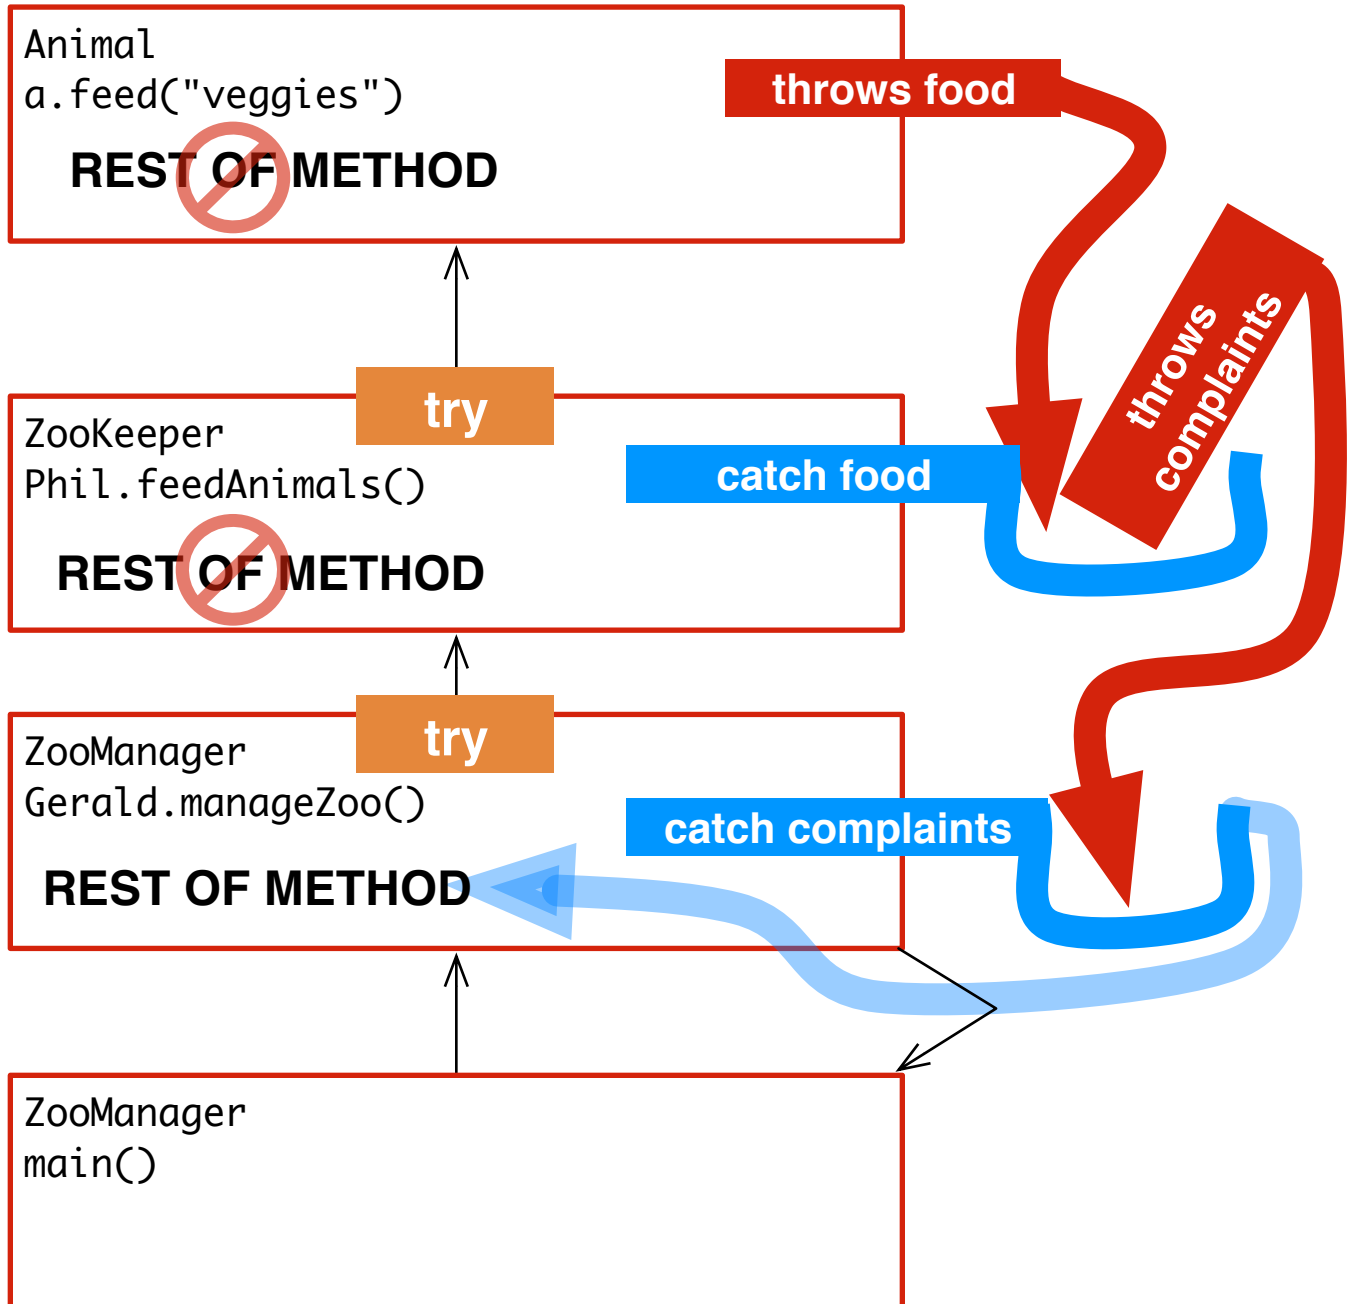 Animal
a.feed("veggies")
throws food
REST OF METHOD
throws
complaints
try
ZooKeeper
Phil.feedAnimals()
catch food
REST OF METHOD
try
ZooManager
Gerald.manageZoo()
catch complaints
REST OF METHOD
ZooManager
main()